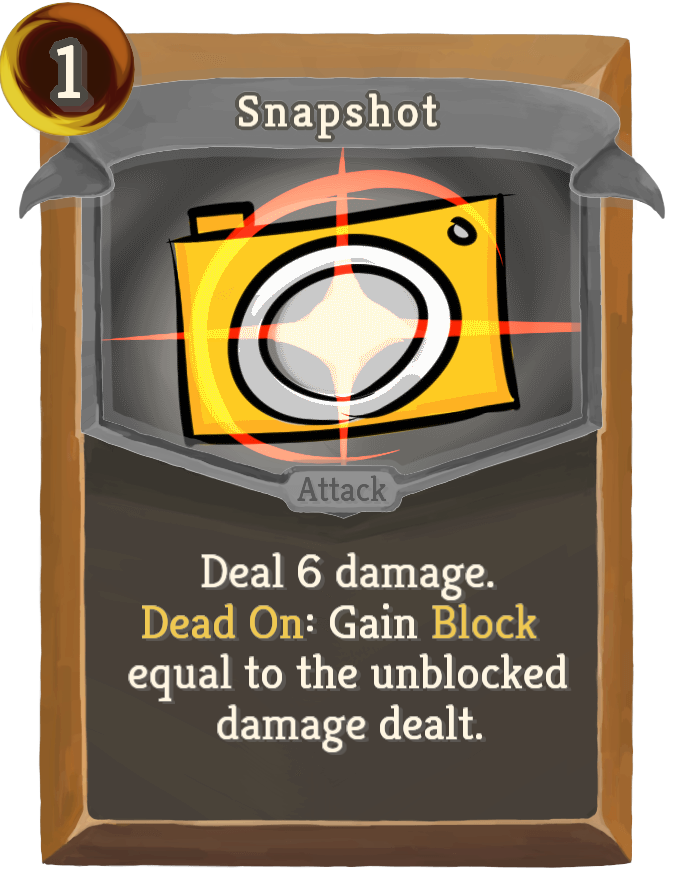 1
Snapshot
Attack
Deal 6 damage.
Dead On: Gain Block
equal to the unblocked
damage dealt.